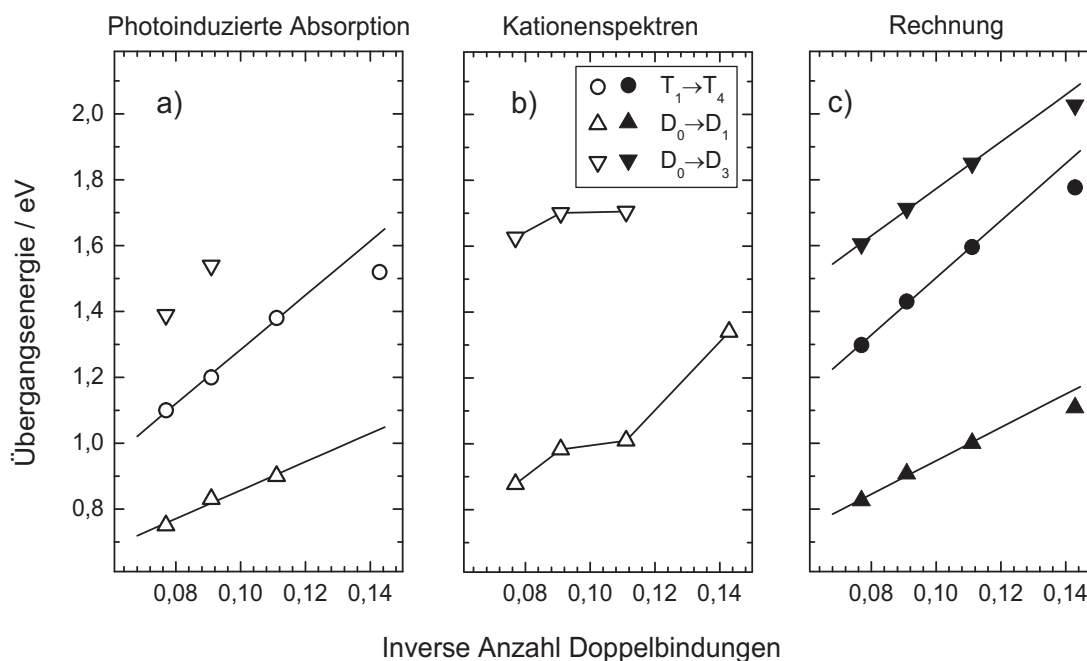 Photoinduzierte Absorption
Kationenspektren
Rechnung
a)
b)
c)
T₁→T₄
D₀→D₁
D₀→D₃
Übergangsenergie / eV
2,0
1,8
1,6
1,4
1,2
1,0
0,8
0,08 0,10 0,12 0,14
0,08 0,10 0,12 0,14
0,08 0,10 0,12 0,14
Inverse Anzahl Doppelbindungen